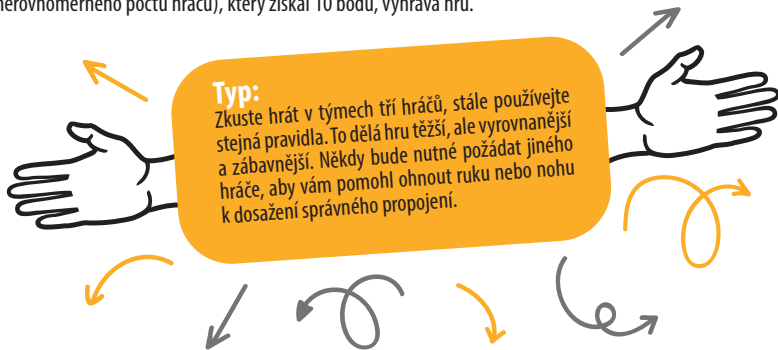 nerovnoměrného počtu hráčů), který získal 10 bodů, vyhrává hru.
Typ:
Zkuste hrát v týmech tří hráčů, stále používejte
stejná pravidla. To dělá hru těžší, ale vyrovnanější
a zábavnější. Někdy bude nutné požádat jiného
hráče, aby vám pomohl ohnout ruku nebo nohu
k dosažení správného propojení.